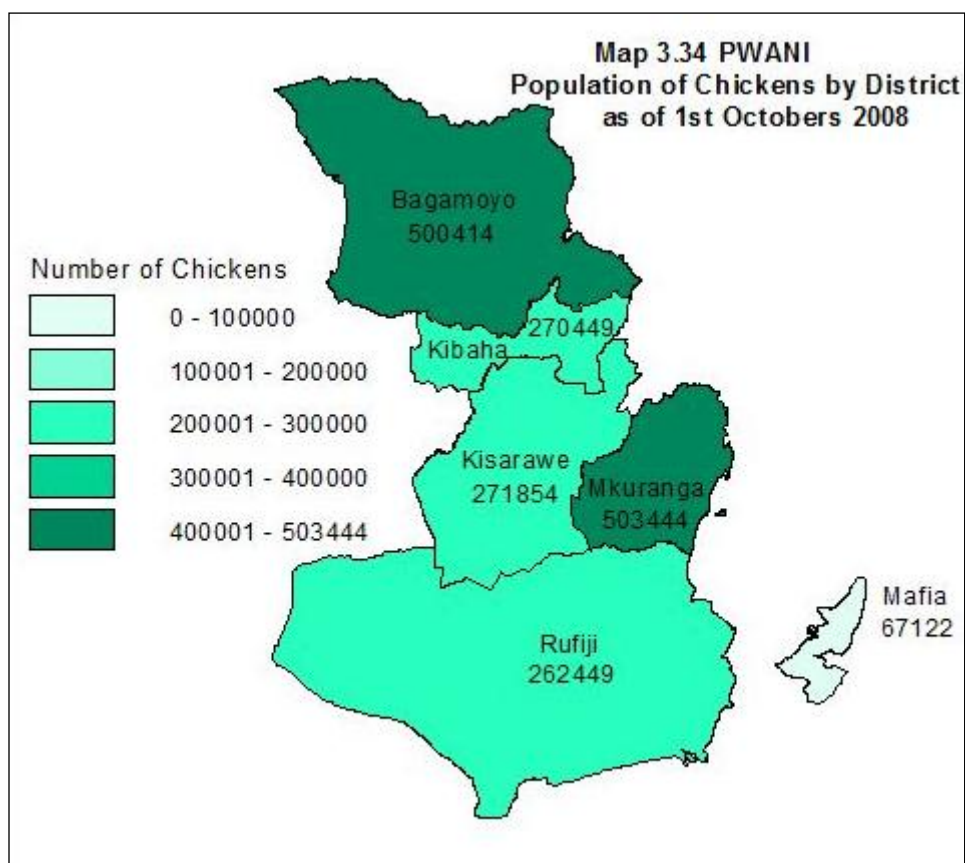 Map 3.34 PWANI
Population of Chickens by District
as of 1st Octobers 2008
Bagamoyo
500414
Number of Chickens
0 - 100000
100001 - 200000
200001 - 300000
300001 - 400000
400001 - 503444
270449
Kibaha
Kisarawe
271854
Mkuranga
503444
Mafia
67122
Rufiji
262449